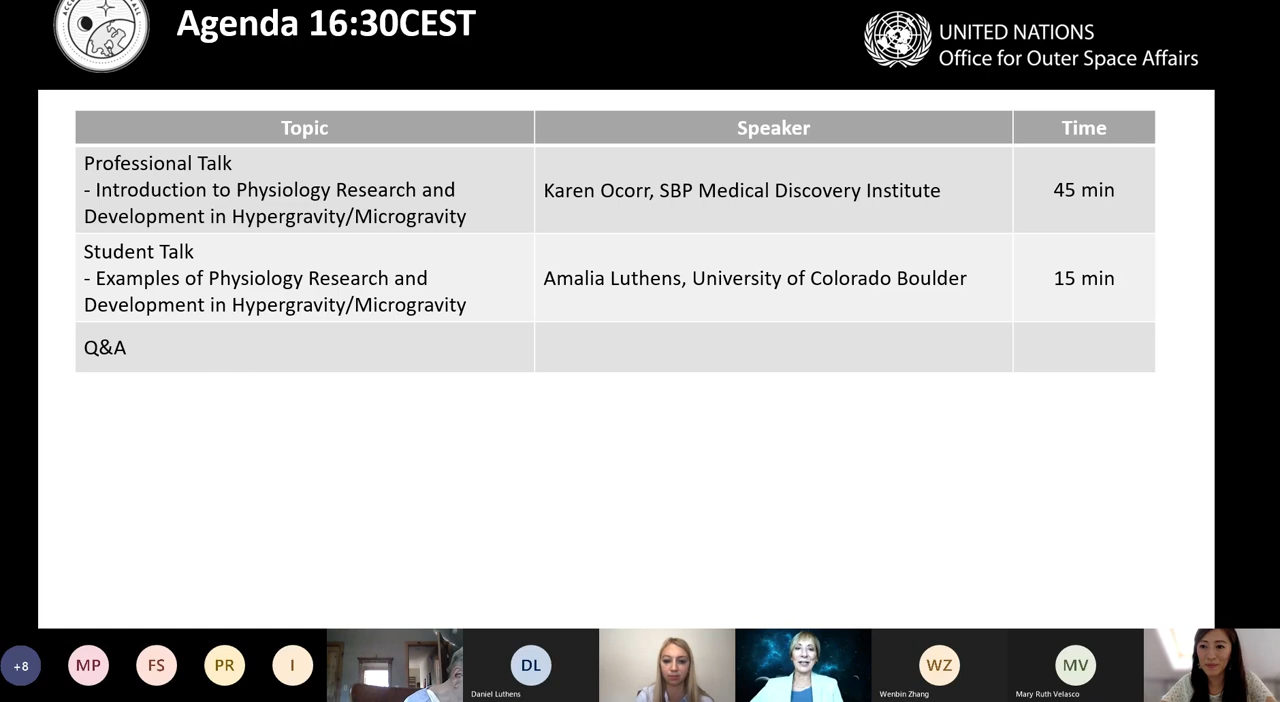 Agenda 16:30CEST
UNITED NATIONS
Office for Outer Space Affairs
Topic
Speaker
Time
Professional Talk
- Introduction to Physiology Research and
Development in Hypergravity/Microgravity
Karen Ocorr, SBP Medical Discovery Institute
45 min
Student Talk
- Examples of Physiology Research and
Development in Hypergravity/Microgravity
Amalia Luthens, University of Colorado Boulder
15 min
Q&A
+8
MP
FS
PR
I
DL
Daniel Luthens
WZ
Wenbin Zhang
MV
Mary Ruth Velasco